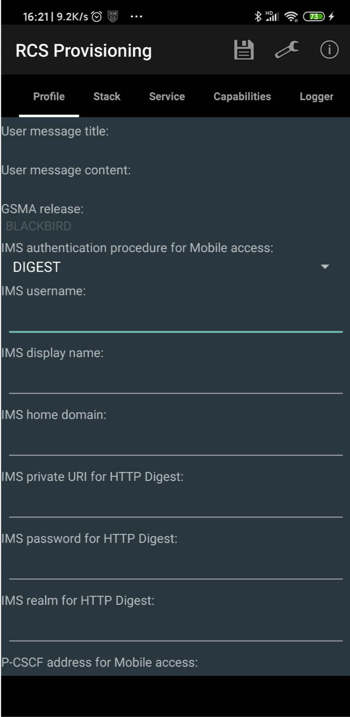 16:21 | 9.2K/s ...
HD 73
RCS Provisioning
Profile Stack Service Capabilities Logger
User message title:
User message content:
GSMA release:
BLACKBIRD
IMS authentication procedure for Mobile access:
DIGEST
IMS username:
IMS display name:
IMS home domain:
IMS private URI for HTTP Digest:
IMS password for HTTP Digest:
IMS realm for HTTP Digest:
P-CSCF address for Mobile access: